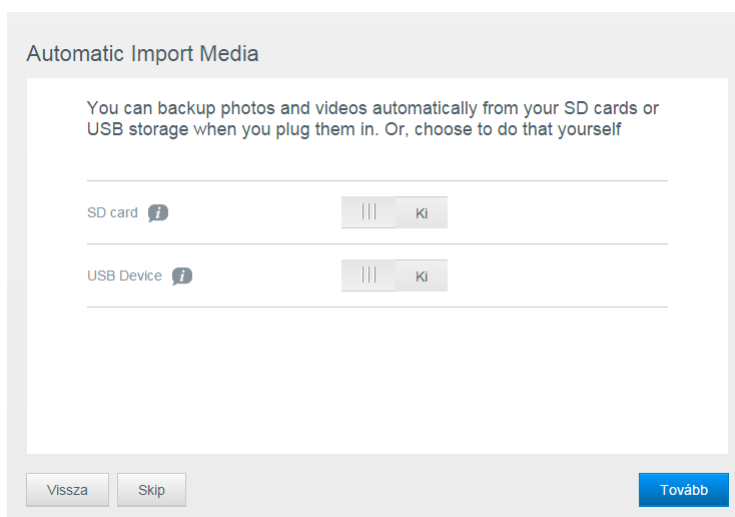 Automatic Import Media
You can backup photos and videos automatically from your SD cards or
USB storage when you plug them in. Or, choose to do that yourself
SD card i Ki
USB Device i Ki
Vissza Skip Tovább